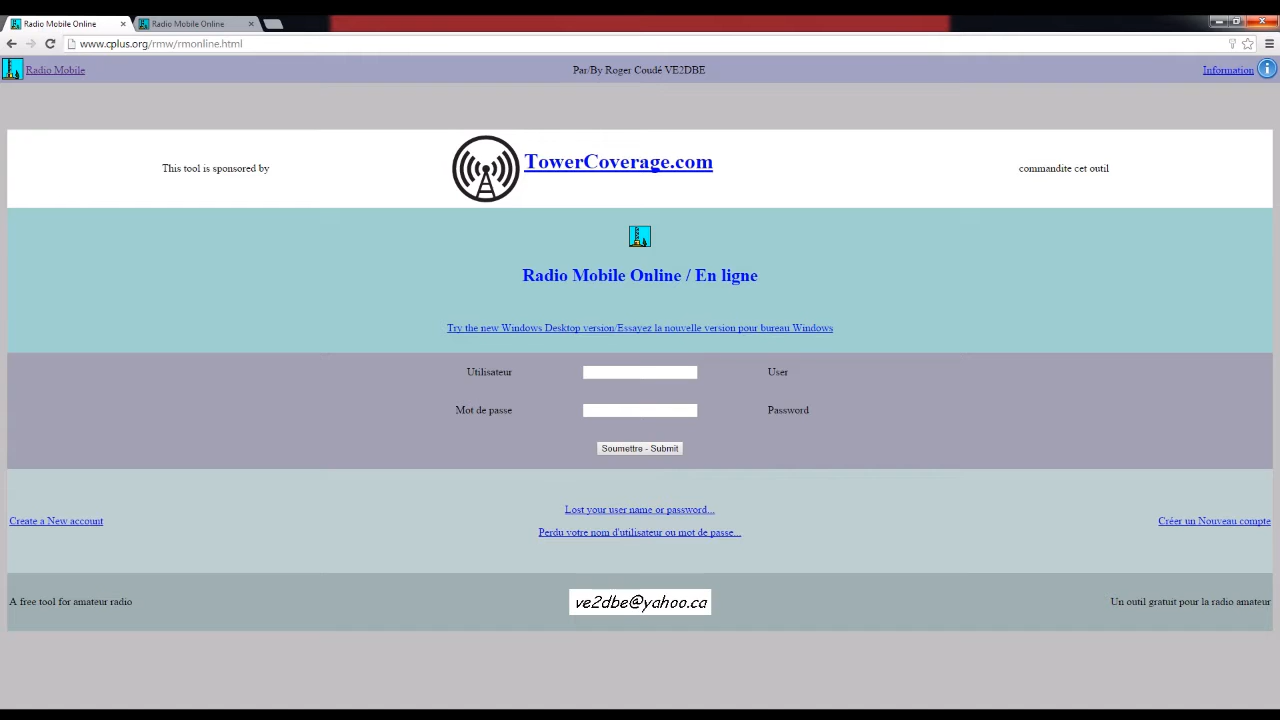 Radio Mobile Online
Radio Mobile Online
www.cplus.org/rmw/rmonline.html
Radio Mobile
Par/By Roger Coudé VE2DBE
Information
This tool is sponsored by
TowerCoverage.com
commandite cet outil
Radio Mobile Online / En ligne
Try the new Windows Desktop version/Essayez la nouvelle version pour bureau Windows
Utilisateur
User
Mot de passe
Password
Soumettre - Submit
Create a New account
Lost your user name or password...
Perdu votre nom d'utilisateur ou mot de passe...
Créer un Nouveau compte
A free tool for amateur radio
ve2dbe@yahoo.ca
Un outil gratuit pour la radio amateur